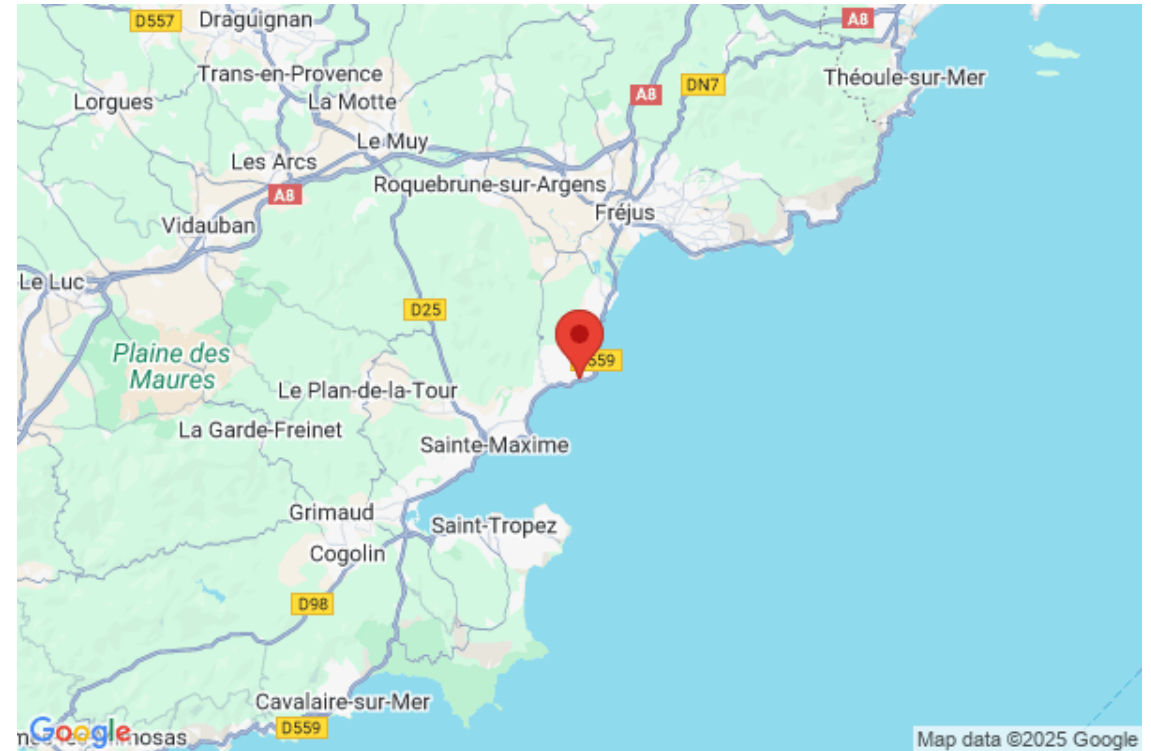 D557
Draguignan
A8
Trans-en-Provence
Théoule-sur-Mer
DN7
A8
Lorgues
La Motte
Le Muy
Les Arcs
Roquebrune-sur-Argens
A8
Fréjus
Vidauban
Le Luc
D25
Plaine des
Maures
559
Le Plan-de-la-Tour
La Garde-Freinet
Sainte-Maxime
Grimaud
Saint-Tropez
Cogolin
D98
Cavalaire-sur-Mer
D559
Google
mosas
Map data ©2025 Google